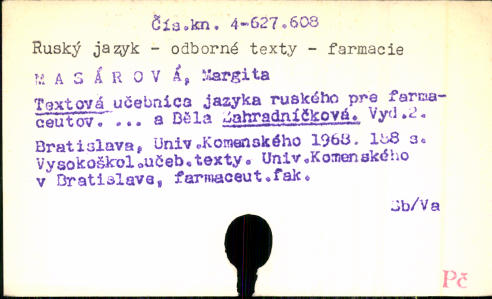 Čís.kn. 4-627.608
Ruský jazyk - odborné texty - farmacie
M A S Á R O V Á, Margita
Textová učebnica jazyka ruského pre farma-
ceutov. ... a Běla Zahradníčková. Vyd.2.
Bratislava, Univ.Komenského 1968. 188 s.
Vysokoškol.učeb.texty. Univ.Komenského
v Bratislave, farmaceut.fak.
Sb/Va
Pč